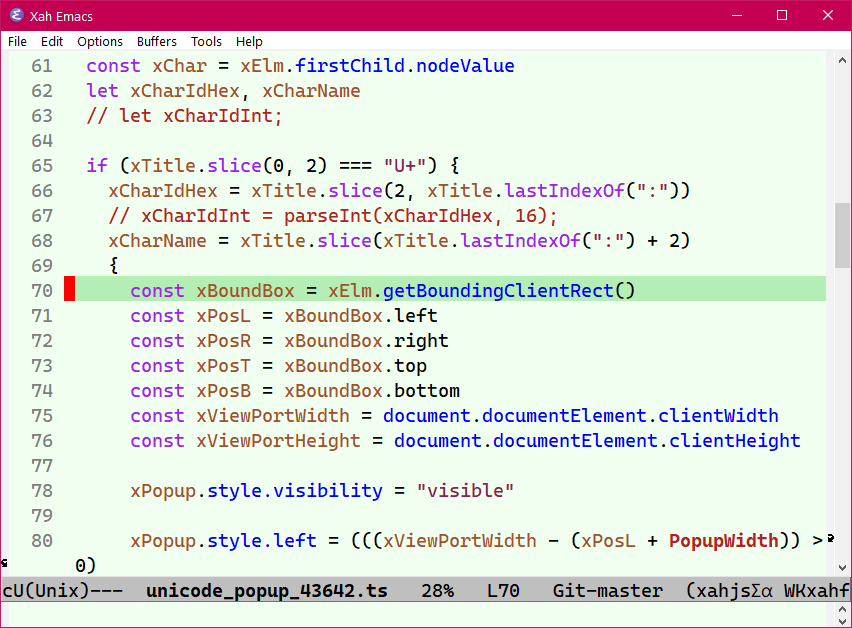 Xah Emacs
File Edit Options Buffers Tools Help
61 const xChar = xElm.firstChild.nodeValue
62 let xCharIdHex, xCharName
63 // let xCharIdInt;
64
65 if (xTitle.slice(0, 2) === "U+") {
66 xCharIdHex = xTitle.slice(2, xTitle.lastIndexOf(":"))
67 // xCharIdInt = parseInt(xCharIdHex, 16);
68 xCharName = xTitle.slice(xTitle.lastIndexOf(":") + 2)
69 {
70 const xBoundBox = xElm.getBoundingClientRect()
71 const xPosL = xBoundBox.left
72 const xPosR = xBoundBox.right
73 const xPosT = xBoundBox.top
74 const xPosB = xBoundBox.bottom
75 const xViewPortWidth = document.documentElement.clientWidth
76 const xViewPortHeight = document.documentElement.clientHeight
77
78 xPopup.style.visibility = "visible"
79
80 xPopup.style.left = (((xViewPortWidth - (xPosL + PopupWidth)) >
0)
cU(Unix)--- unicode_popup_43642.ts 28% L70 Git-master (xahjsΣα WKxahf